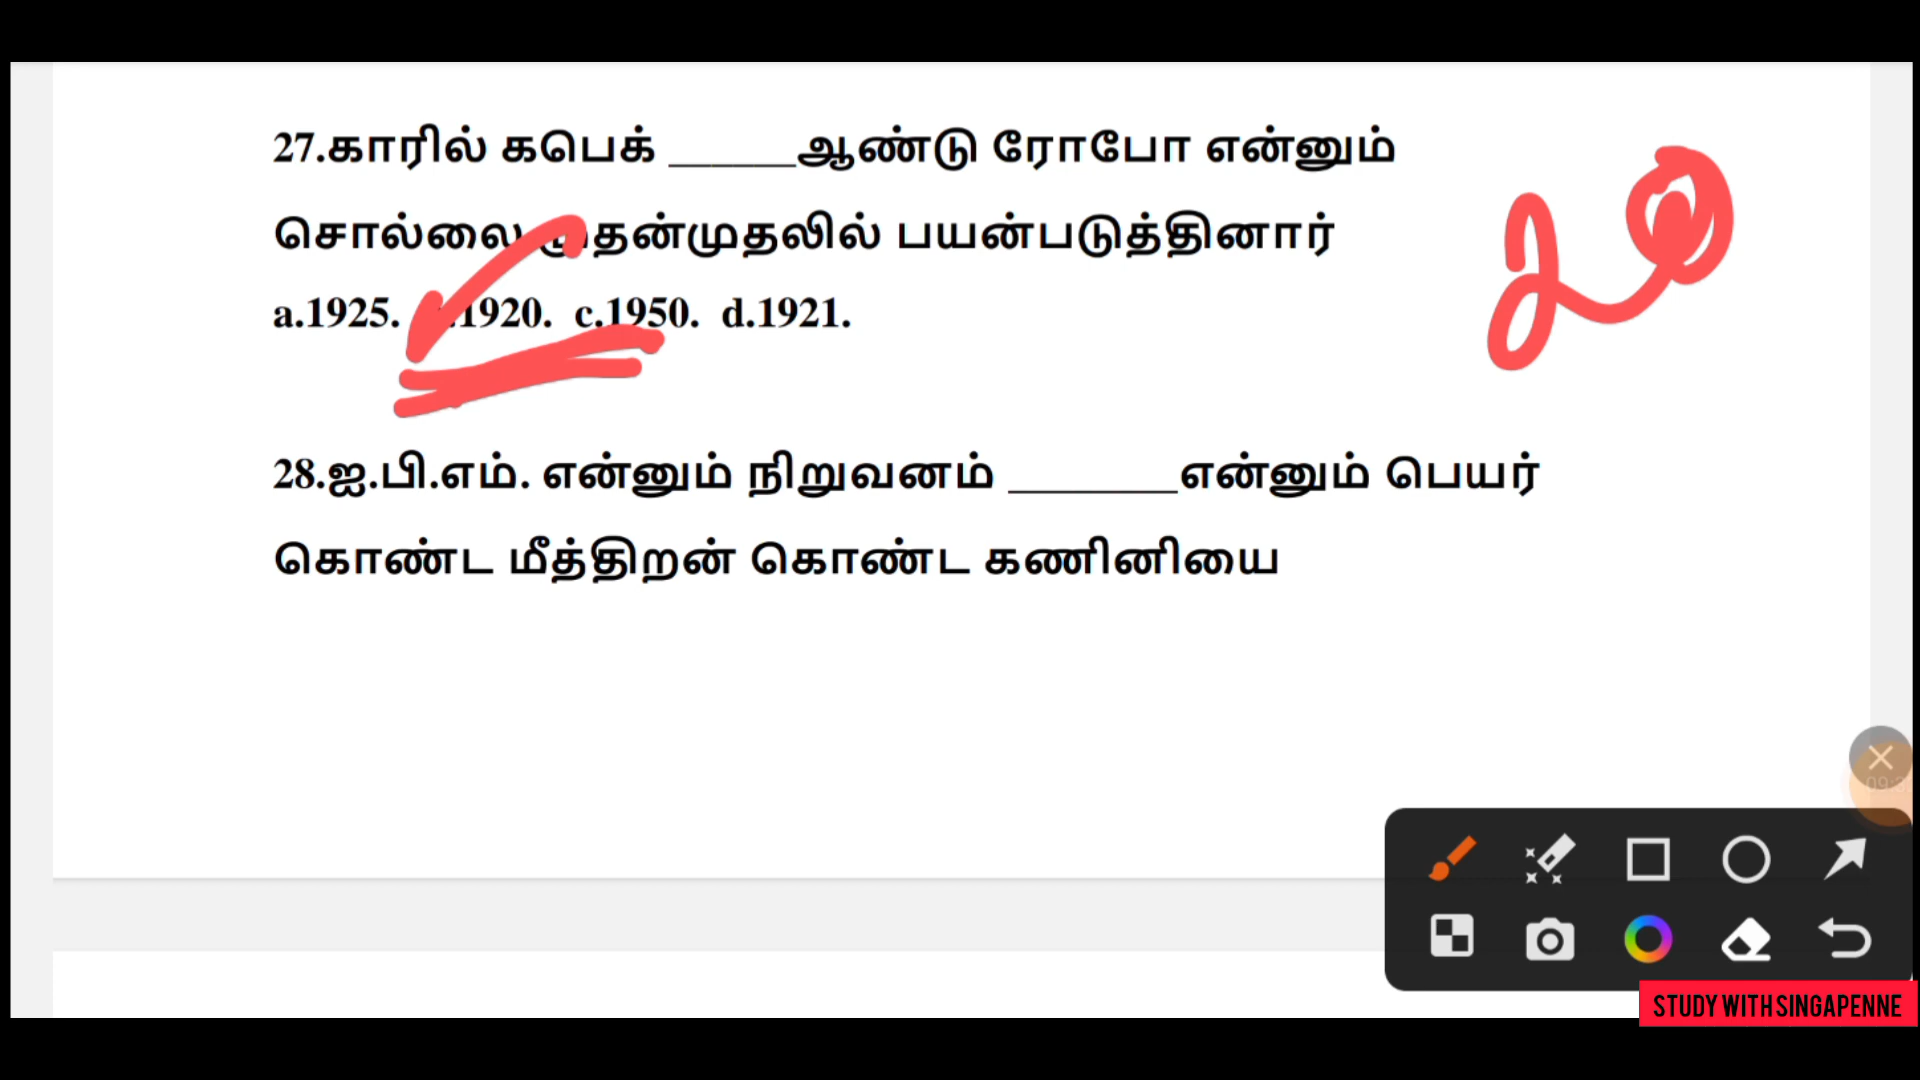 27.காரில் கபெக் ______ஆண்டு ரோபோ என்னும்
சொல்லை முதன்முதலில் பயன்படுத்தினார்
a.1925. .1920. c.1950. d.1921.
20
28.ஐ.பி.எம். என்னும் நிறுவனம் ________என்னும் பெயர்
கொண்ட மீத்திறன் கொண்ட கணினியை
STUDY WITH SINGAPENNE